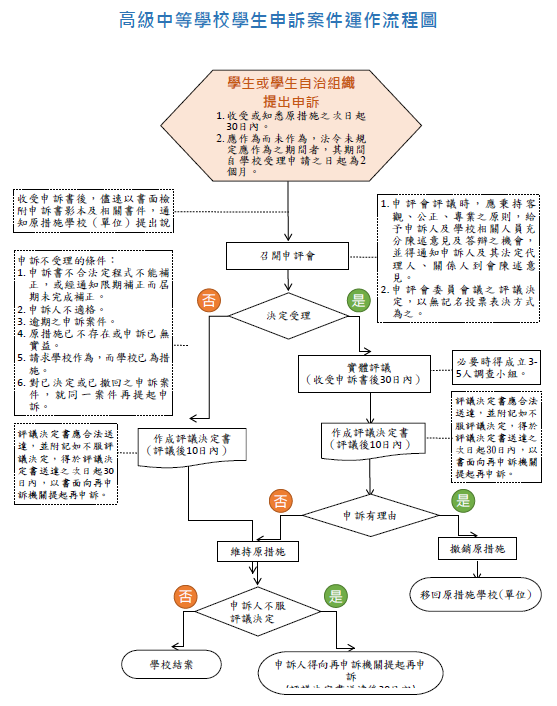 高級中等學校學生申訴案件運作流程圖
學生或學生自治組織
提出申訴
1. 收受或知悉原措施之次日起
30日內。
2. 應作為而未作為，法令未規
定應作為之期間者，其期間
自學校受理申請之日起為2
個月。
收受申訴書後，儘速以書面檢
附申訴書影本及相關書件，通
知原措施學校（單位）提出說
召開申評會
1. 申評會評議時，應秉持客
觀、公正、專業之原則，給
予申訴人及學校相關人員充
分陳述意見及答辯之機會，
並得通知申訴人及其法定代
理人、關係人到會陳述意
見。
2. 申評會委員會議之評議決
定，以無記名投票表決方式
為之。
申訴不受理的條件：
1. 申訴書不合法定程式不能補
正，或經通知限期補正而屆
期未完成補正。
2. 申訴人不適格。
3. 逾期之申訴案件。
4. 原措施已不存在或申訴已無
實益。
5. 請求學校作為，而學校已為措
施。
6. 對已決定或已撤回之申訴案
件，就同一案件再提起申
訴。
否
決定受理
是
實體評議
（收受申訴書後30日內）
必要時得成立3-
5人調查小組。
評議決定書應合法送
達，並附記如不服評
議決定，得於評議決
定書送達之次日起30
日內，以書面向再申
訴機關提起再申訴。
作成評議決定書
（評議後10日內）
作成評議決定書
（評議後10日內）
評議決定書應合法
送達，並附記如不
服評議決定，得於
評議決定書送達之
次日起30日內，以
書面向再申訴機關
提起再申訴。
否
申訴有理由
是
維持原措施
撤銷原措施
移回原措施學校(單位)
否
申訴人不服
評議決定
是
學校結案
申訴人得向再申訴機關提起再申
訴
(評議決定書送達後30日內)